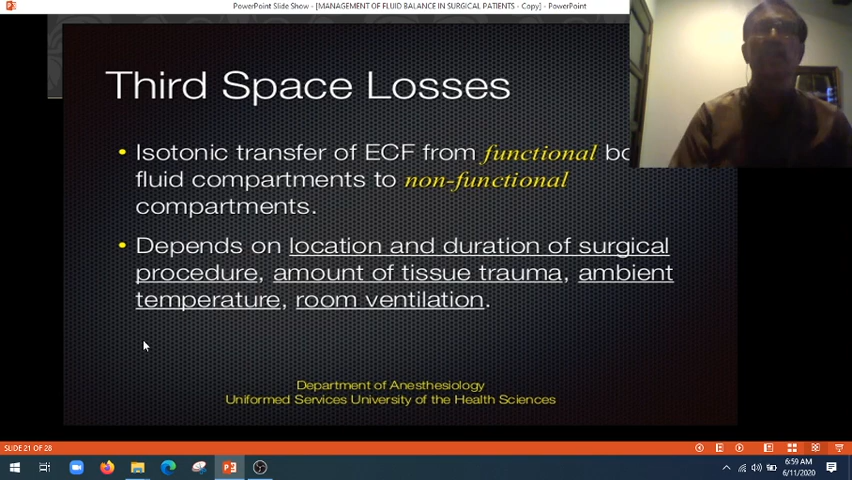 PowerPoint Slide Show - [MANAGEMENT OF FLUID BALANCE IN SURGICAL PATIENTS - Copy] - PowerPoint
Third Space Losses
• Isotonic transfer of ECF from functional
fluid compartments to non-functional
compartments.
• Depends on location and duration of surgical
procedure, amount of tissue trauma, ambient
temperature, room ventilation.
Department of Anesthesiology
Uniformed Services University of the Health Sciences
SLIDE 21 OF 28
6:59 AM
6/11/2020